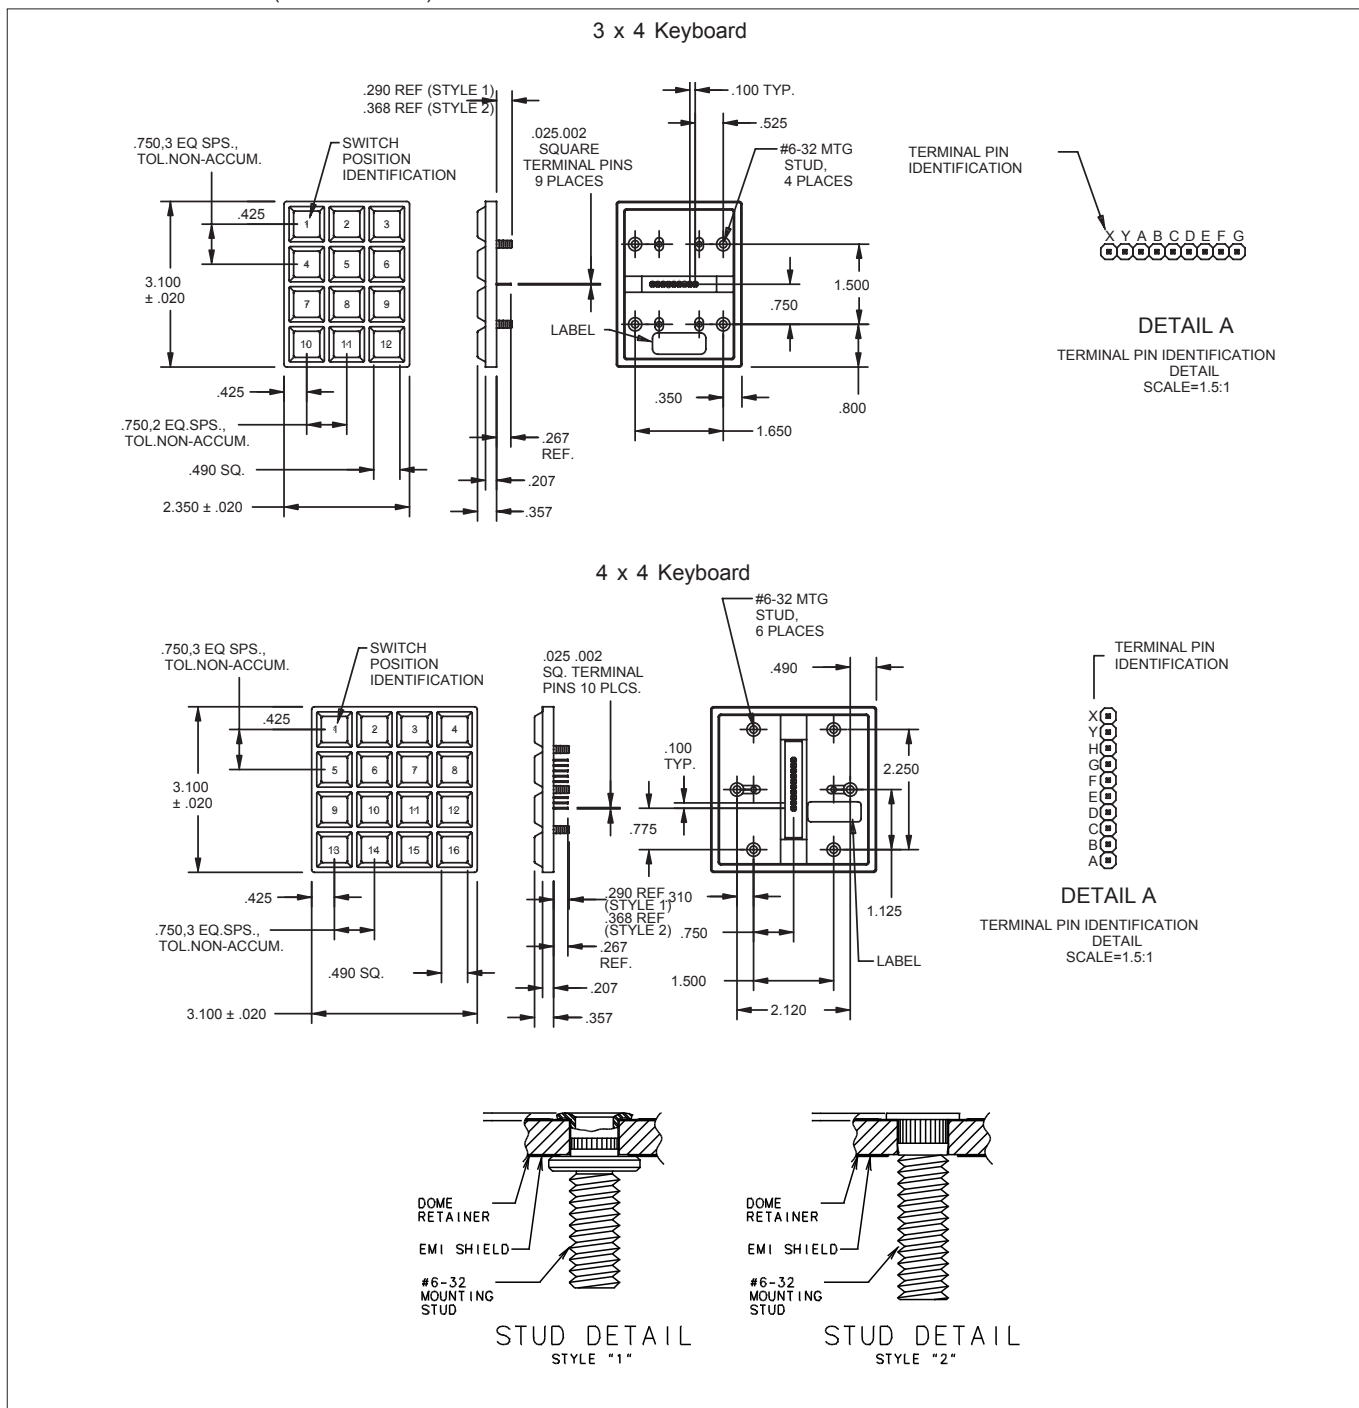 3 x 4 Keyboard
.290 REF (STYLE 1)
.368 REF (STYLE 2)
.100 TYP.
.525
.750,3 EQ SPS.,
TOL.NON-ACCUM.
SWITCH
POSITION
IDENTIFICATION
.025.002
SQUARE
TERMINAL PINS
9 PLACES
#6-32 MTG
STUD,
4 PLACES
TERMINAL PIN
IDENTIFICATION
.425
1 2 3
4 5 6
7 8 9
10 11 12
3.100
± .020
X Y A B C D E F G
1.500
.750
LABEL
DETAIL A
TERMINAL PIN IDENTIFICATION
DETAIL
SCALE=1.5:1
.425
.350
.800
.750,2 EQ.SPS.,
TOL.NON-ACCUM.
1.650
.267
REF.
.490 SQ.
.207
2.350 ± .020
.357
4 x 4 Keyboard
#6-32 MTG
STUD,
6 PLACES
.750,3 EQ SPS.,
TOL.NON-ACCUM.
SWITCH
POSITION
IDENTIFICATION
.025 .002
SQ. TERMINAL
PINS 10 PLCS.
.490
TERMINAL PIN
IDENTIFICATION
.425
1 2 3 4
5 6 7 8
9 10 11 12
13 14 15 16
3.100
± .020
.100
TYP.
2.250
.775
X
Y
H
G
F
E
D
C
B
A
.425
.290 REF
(STYLE 1)
.368 REF
(STYLE 2)
.310
1.125
DETAIL A
TERMINAL PIN IDENTIFICATION
DETAIL
SCALE=1.5:1
.750,3 EQ.SPS.,
TOL.NON-ACCUM.
.750
.267
REF.
LABEL
.490 SQ.
1.500
.207
3.100 ± .020
.357
2.120
DOME
RETAINER
EMI SHIELD
#6-32
MOUNTING
STUD
STUD DETAIL
STYLE "1"
DOME
RETAINER
EMI SHIELD
#6-32
MOUNTING
STUD
STUD DETAIL
STYLE "2"